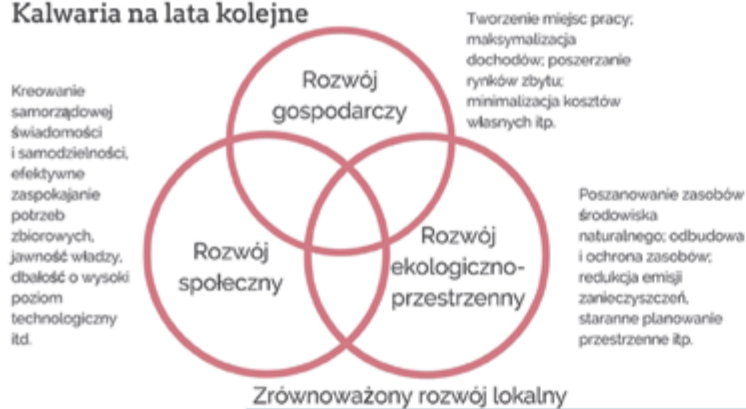 Kalwaria na lata kolejne
Tworzenie miejsc pracy;
maksymalizacja
dochodów; poszerzanie
rynków zbytu;
minimalizacja kosztów
własnych itp.
Rozwój
gospodarczy
Kreowanie
samorządowej
świadomości
i samodzielności,
efektywne
zaspokajanie
potrzeb
zbiorowych,
jawność władzy,
dbałość o wysoki
poziom
technologiczny
itd.
Rozwój
społeczny
Rozwój
ekologiczno-
przestrzenny
Poszanowanie zasobów
środowiska
naturalnego; odbudowa
i ochrona zasobów;
redukcja emisji
zanieczyszczeń,
staranne planowanie
przestrzenne itp.
Zrównoważony rozwój lokalny